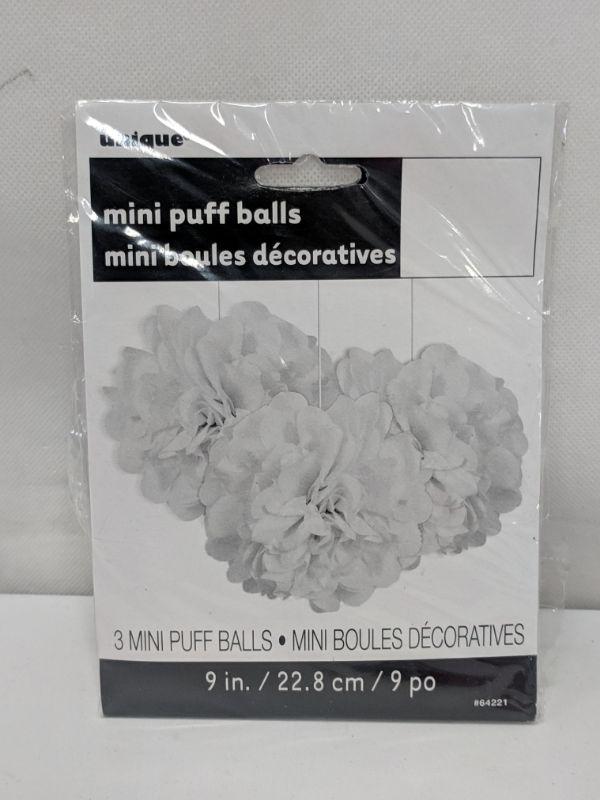 unique
mini puff balls
mini boules décoratives
3 MINI PUFF BALLS • MINI BOULES DÉCORATIVES
9 in. / 22.8 cm / 9 po
#64221